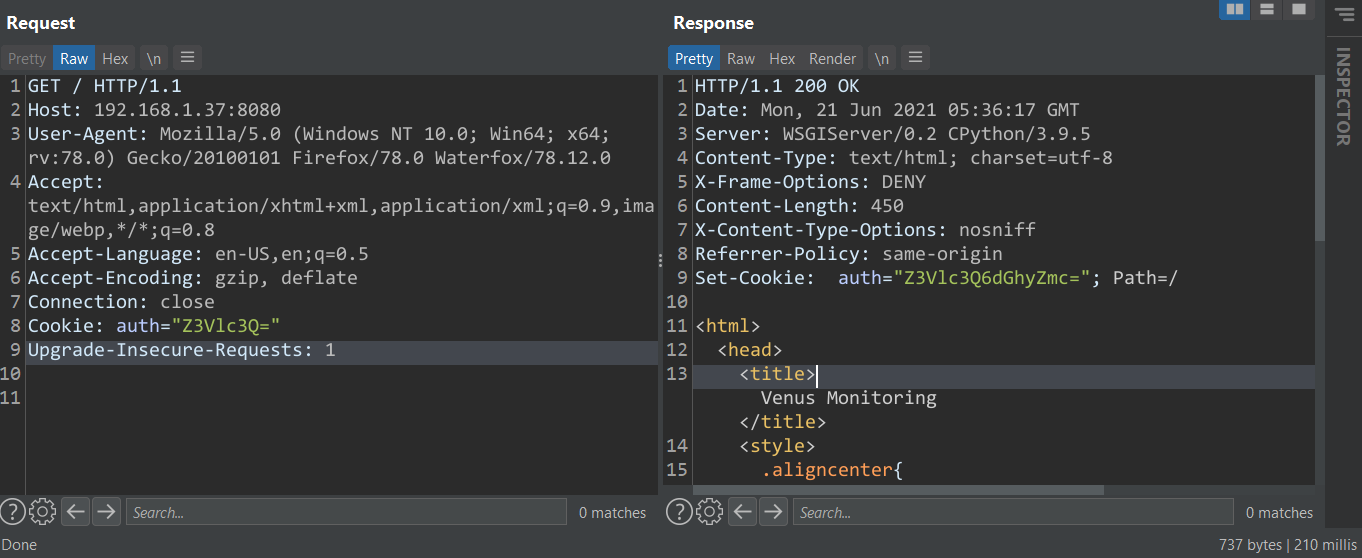 Request
Pretty Raw Hex \n
1 GET / HTTP/1.1
2 Host: 192.168.1.37:8080
3 User-Agent: Mozilla/5.0 (Windows NT 10.0; Win64; x64;
rv:78.0) Gecko/20100101 Firefox/78.0 Waterfox/78.12.0
4 Accept:
text/html,application/xhtml+xml,application/xml;q=0.9,ima
ge/webp,*/*;q=0.8
5 Accept-Language: en-US,en;q=0.5
6 Accept-Encoding: gzip, deflate
7 Connection: close
8 Cookie: auth="Z3Vlc3Q="
9 Upgrade-Insecure-Requests: 1
10
11
Search...
0 matches
Response
Pretty Raw Hex Render \n
1 HTTP/1.1 200 OK
2 Date: Mon, 21 Jun 2021 05:36:17 GMT
3 Server: WSGIServer/0.2 CPython/3.9.5
4 Content-Type: text/html; charset=utf-8
5 X-Frame-Options: DENY
6 Content-Length: 450
7 X-Content-Type-Options: nosniff
8 Referrer-Policy: same-origin
9 Set-Cookie:  auth="Z3Vlc3Q6dGhyZmc="; Path=/
10
11 <html>
12 <head>
13 <title>
Venus Monitoring
</title>
14 <style>
15 .aligncenter{
Search...
0 matches
INSPECTOR
Done
737 bytes | 210 millis